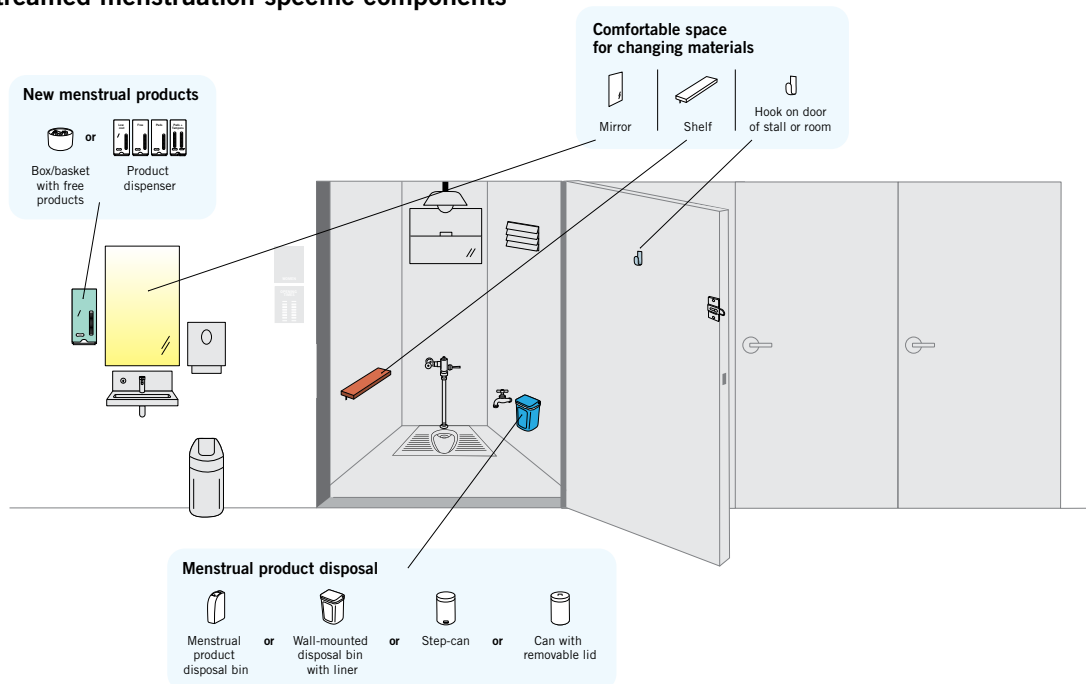 streamed menstruation-specific components
Comfortable space
for changing materials
Mirror
Shelf
Hook on door
of stall or room
New menstrual products
or
Box/basket
with free
products
Product
dispenser
Menstrual product disposal
Menstrual
product
disposal bin
or
Wall-mounted
disposal bin
with liner
or
Step-can
or
Can with
removable lid